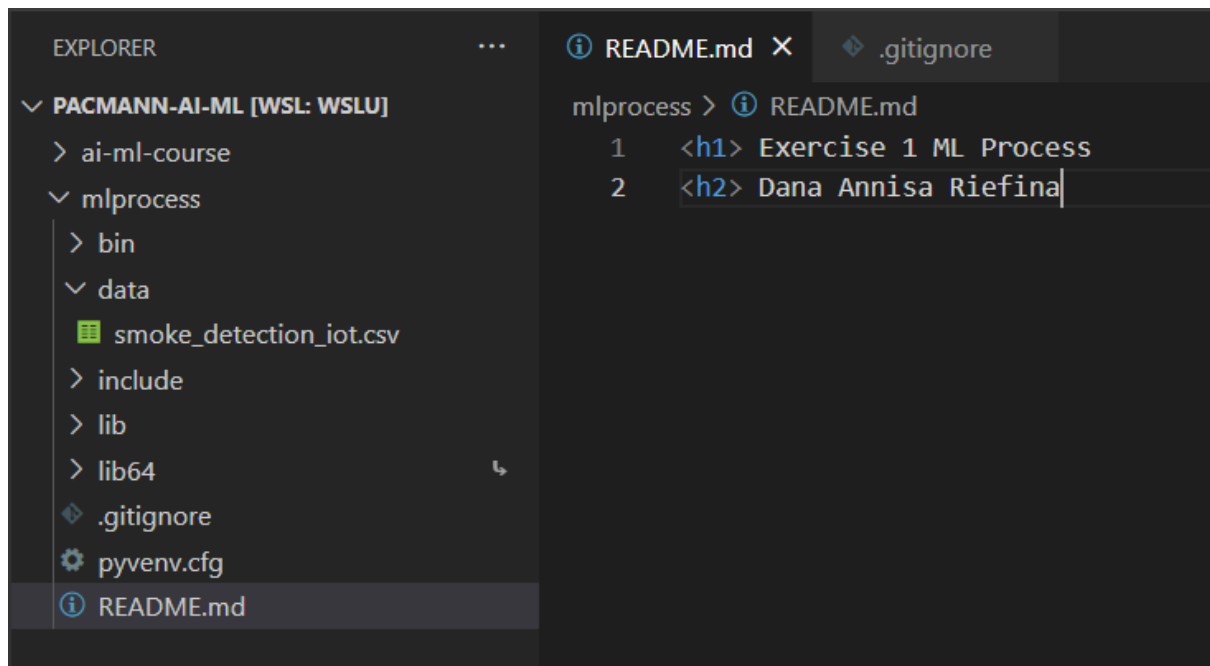 EXPLORER ...
PACMANN-AI-ML [WSL: WSLU]
ai-ml-course
mlprocess
bin
data
smoke_detection_iot.csv
include
lib
lib64
.gitignore
pyvenv.cfg
README.md
README.md .gitignore
mlprocess > README.md
1 <h1> Exercise 1 ML Process
2 <h2> Dana Annisa Riefina